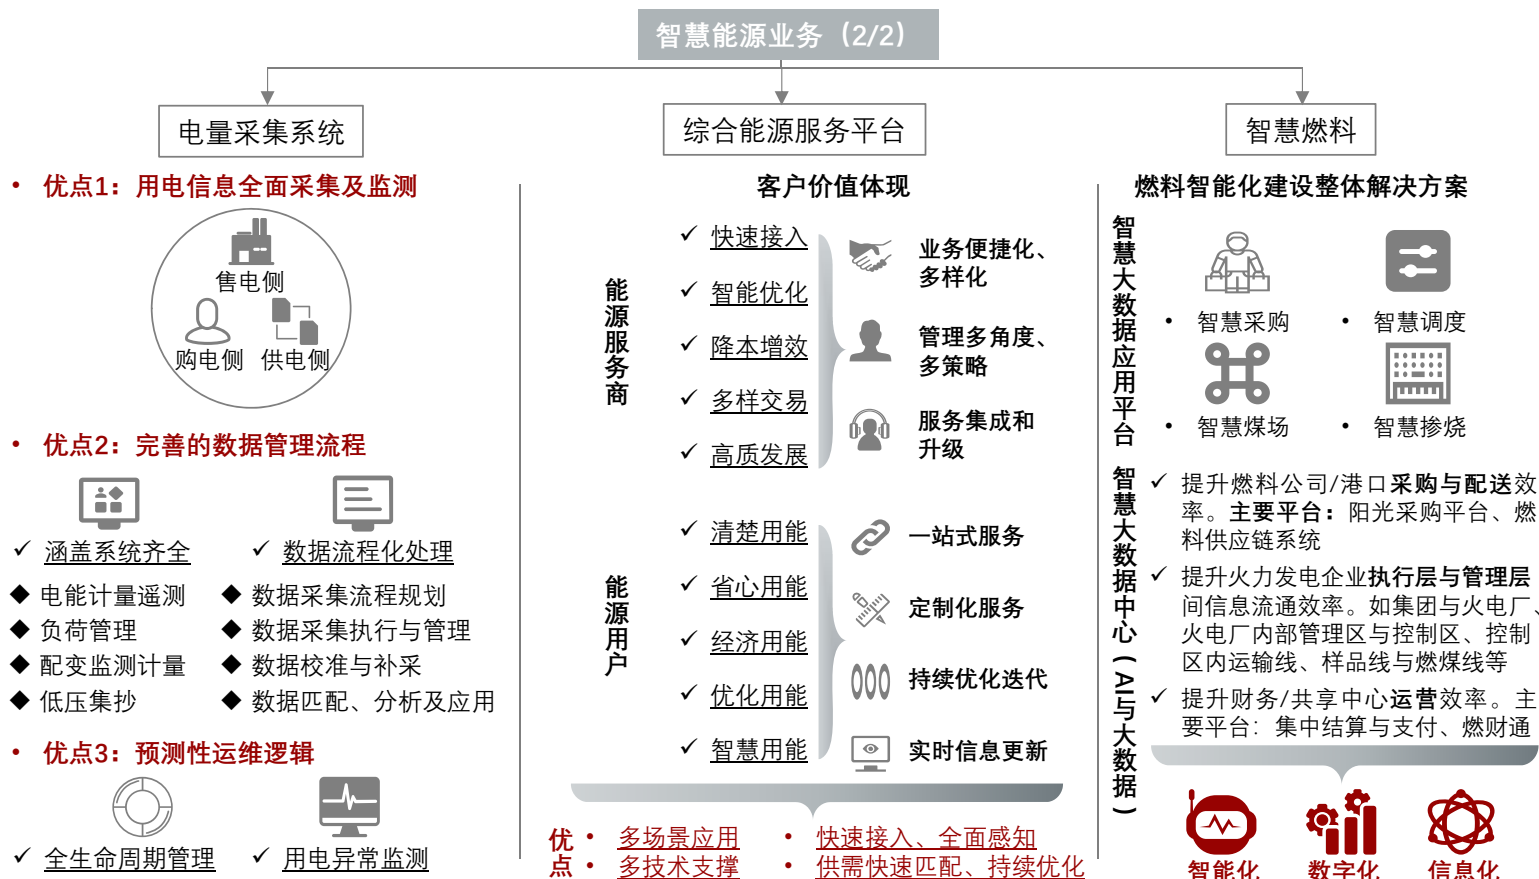 智慧能源业务（2/2）
电量采集系统
• 优点1：用电信息全面采集及监测
售电侧
购电侧
供电侧
• 优点2：完善的数据管理流程
✓ 涵盖系统齐全
◆ 电能计量遥测
◆ 负荷管理
◆ 配变监测计量
◆ 低压集抄
✓ 数据流程化处理
◆ 数据采集流程规划
◆ 数据采集执行与管理
◆ 数据校准与补采
◆ 数据匹配、分析及应用
• 优点3：预测性运维逻辑
✓ 全生命周期管理
✓ 用电异常监测
综合能源服务平台
客户价值体现
能源服务商
✓ 快速接入
✓ 智能优化
✓ 降本增效
✓ 多样交易
✓ 高质发展
业务便捷化、
多样化
管理多角度、
多策略
服务集成和
升级
能源用户
✓ 清楚用能
✓ 省心用能
✓ 经济用能
✓ 优化用能
✓ 智慧用能
一站式服务
定制化服务
持续优化迭代
实时信息更新
优点
• 多场景应用
• 多技术支撑
• 快速接入、全面感知
• 供需快速匹配、持续优化
智慧燃料
燃料智能化建设整体解决方案
智慧大数据应用平台
• 智慧采购
• 智慧调度
• 智慧煤场
• 智慧掺烧
智慧大数据中心（AI与大数据）
✓ 提升燃料公司/港口采购与配送效
率。主要平台：阳光采购平台、燃
料供应链系统
✓ 提升火力发电企业执行层与管理层
间信息流通效率。如集团与火电厂、
火电厂内部管理区与控制区、控制
区内运输线、样品线与燃煤线等
✓ 提升财务/共享中心运营效率。主
要平台：集中结算与支付、燃财通
智能化
数字化
信息化